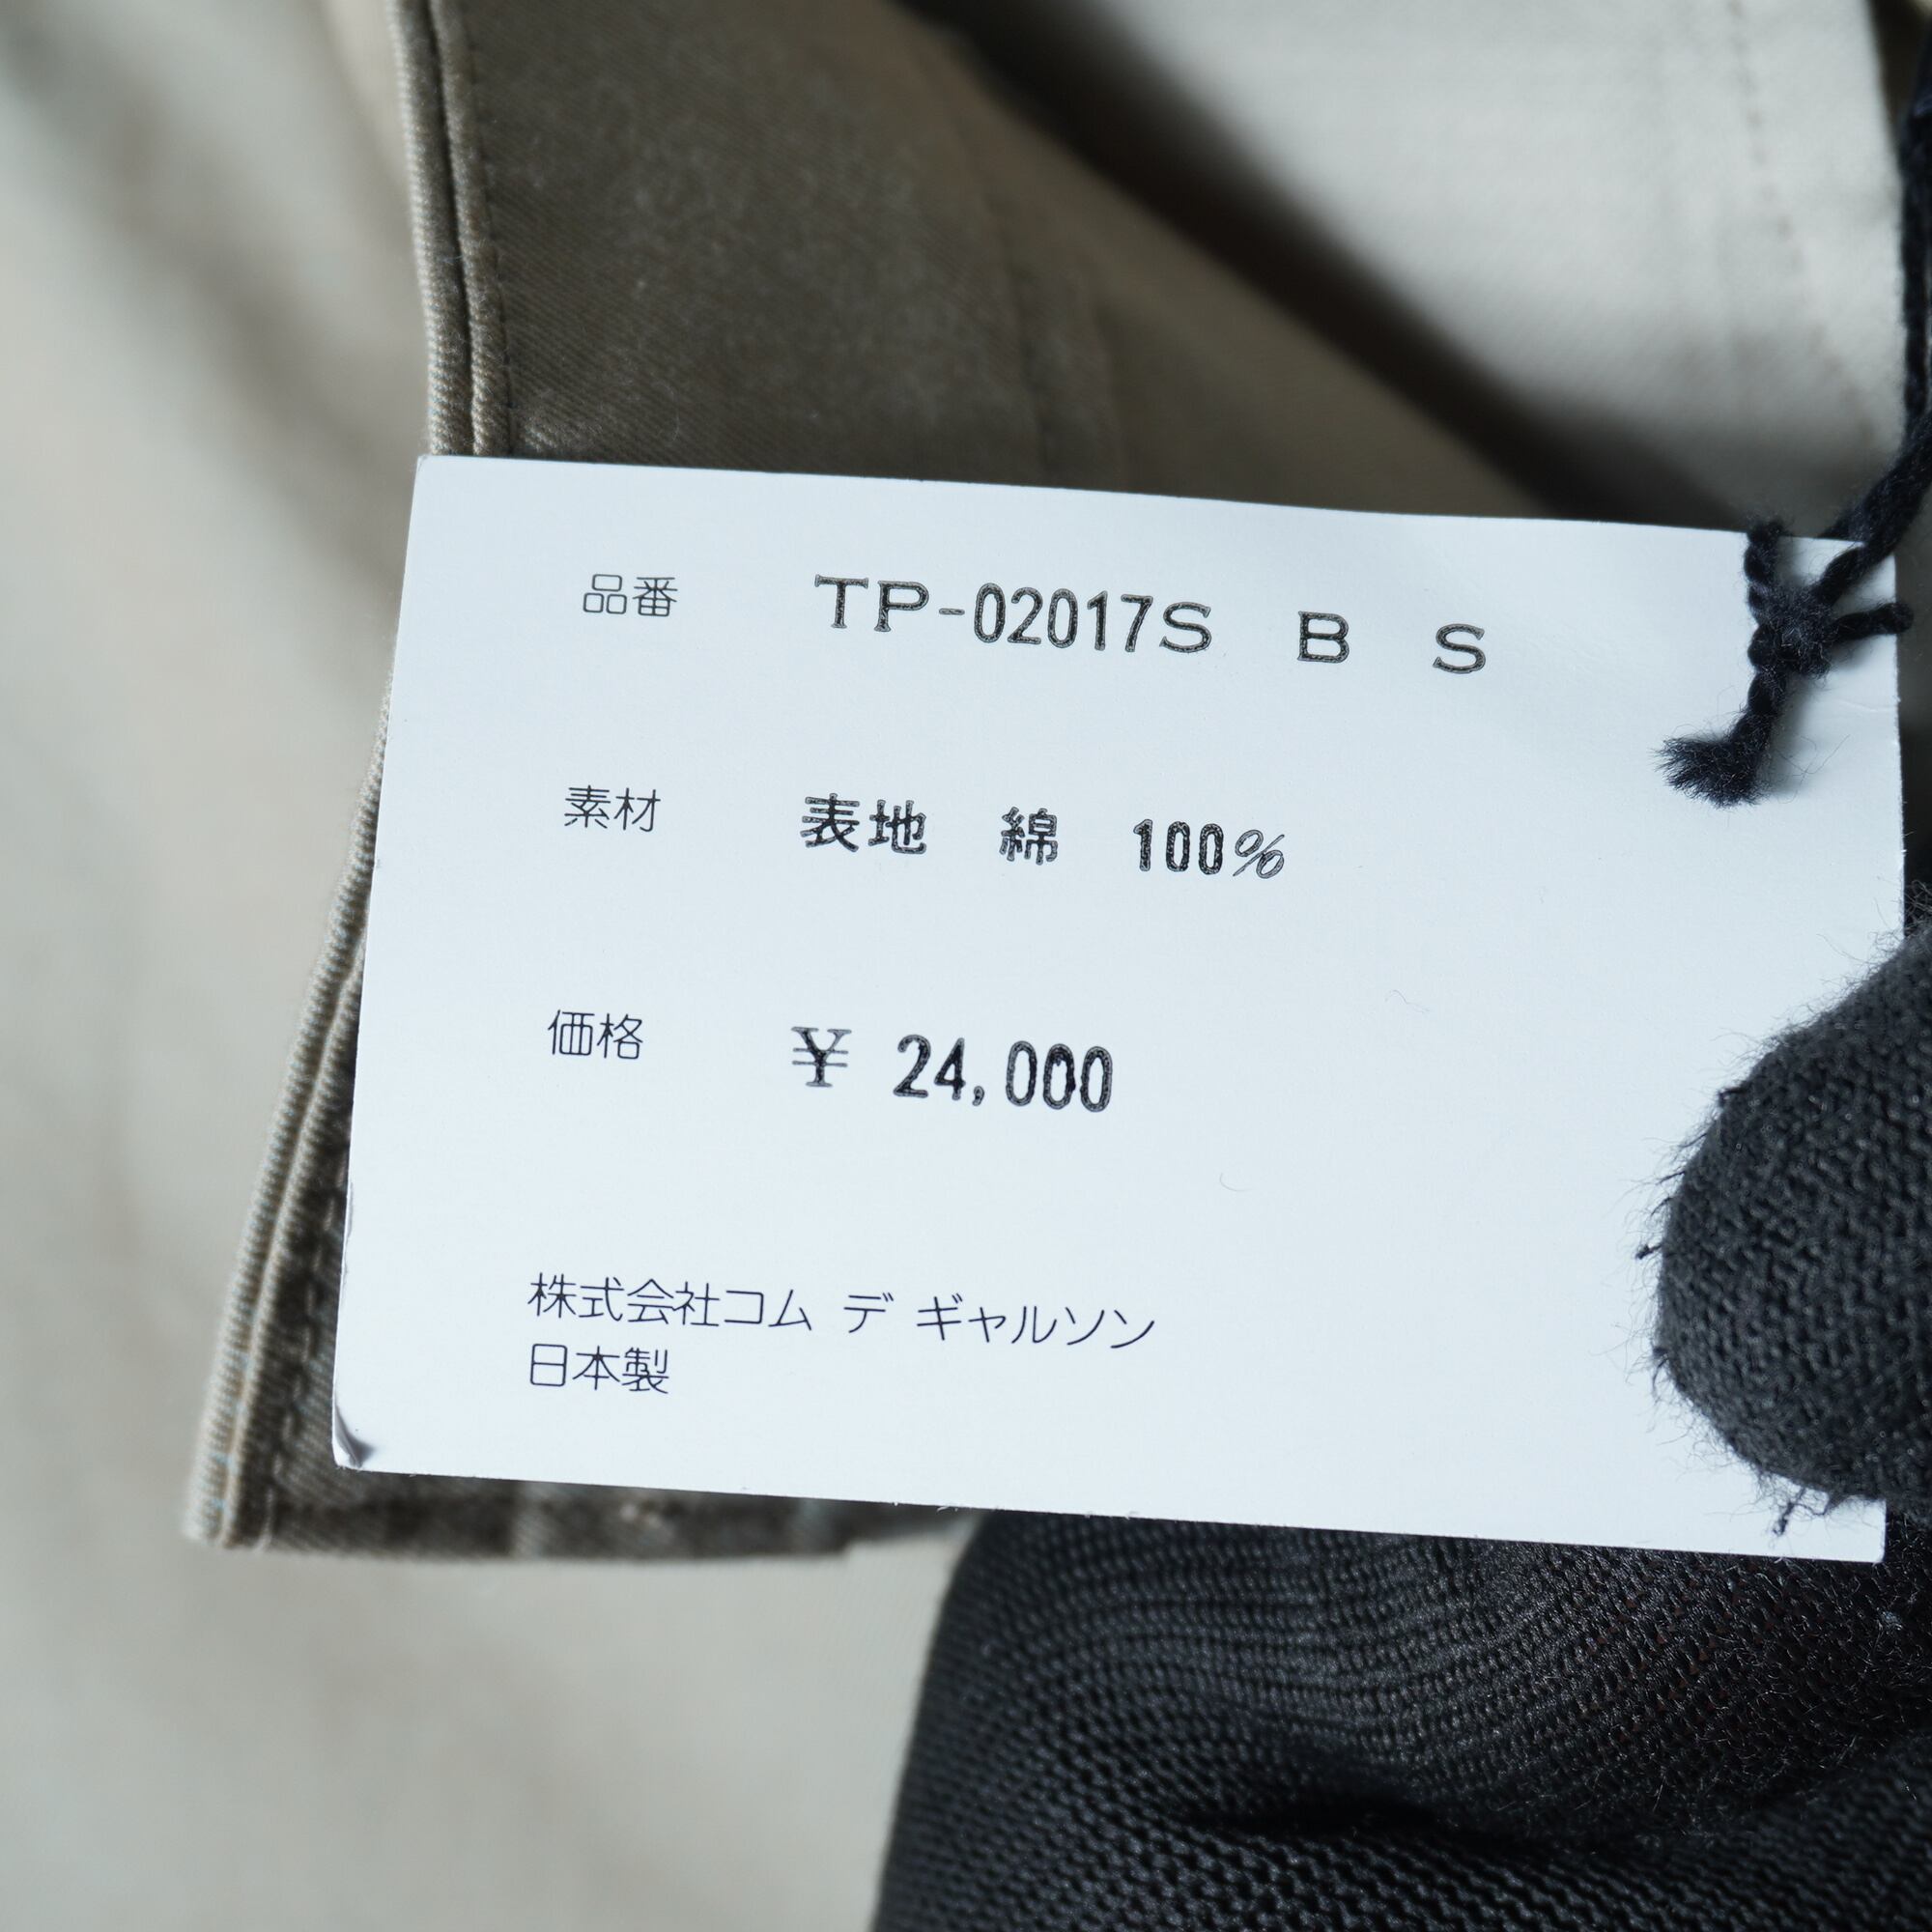 品番 TP-02017S B S
素材 表地 綿 100%
価格 ¥ 24,000
株式会社コム デ ギャルソン
日本製